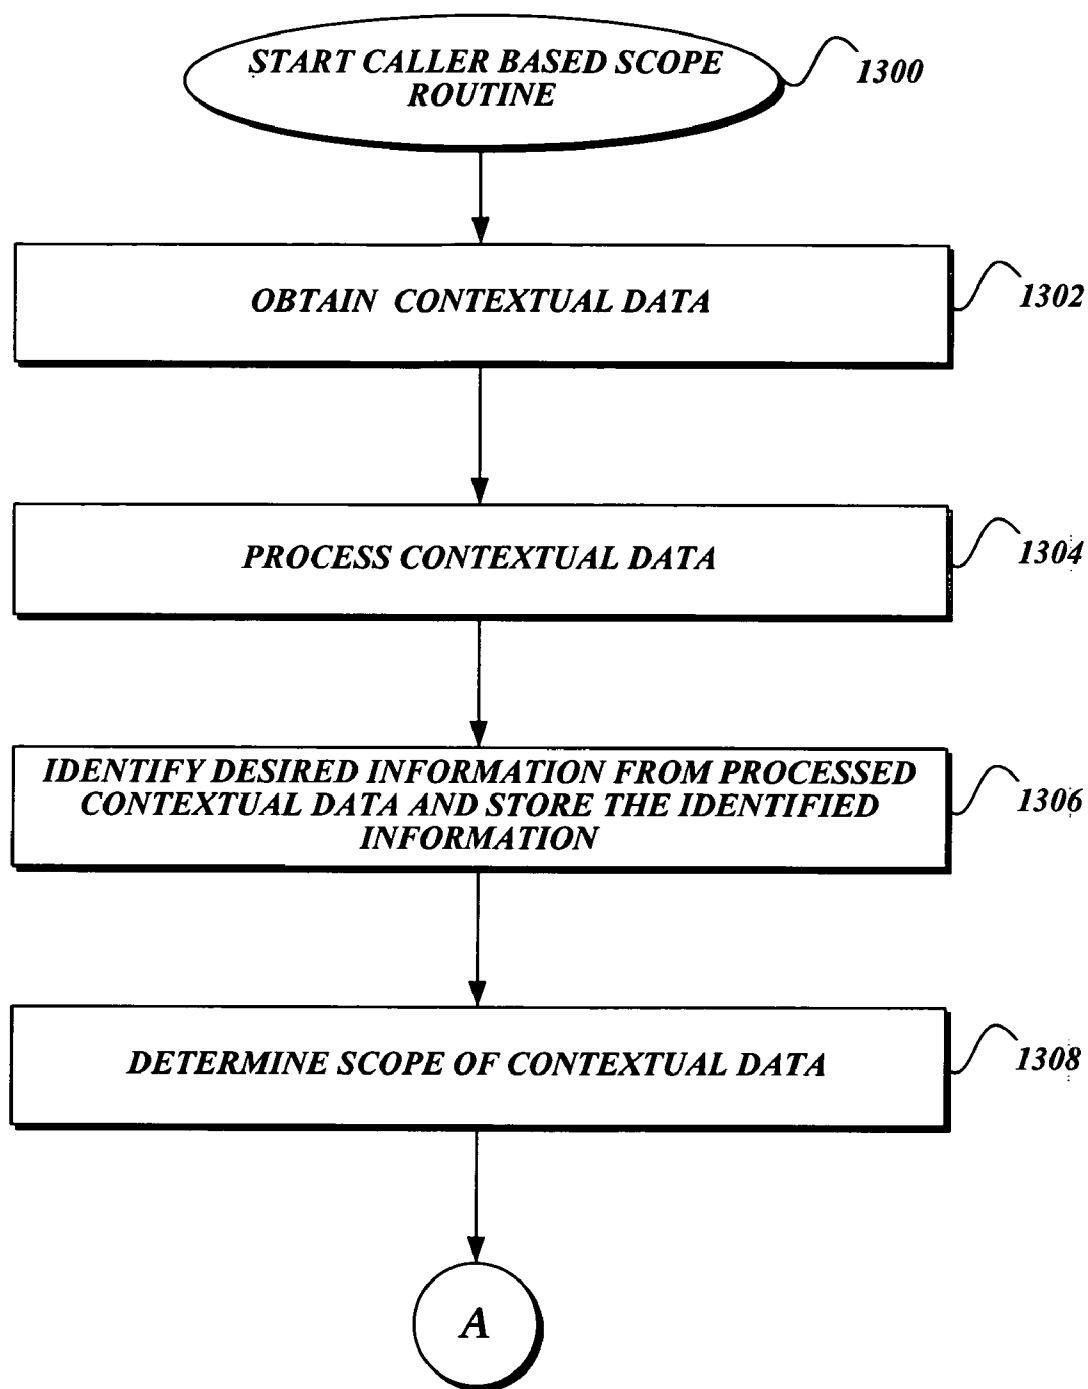 START CALLER BASED SCOPE
ROUTINE
1300
OBTAIN CONTEXTUAL DATA
1302
PROCESS CONTEXTUAL DATA
1304
IDENTIFY DESIRED INFORMATION FROM PROCESSED
CONTEXTUAL DATA AND STORE THE IDENTIFIED
INFORMATION
1306
DETERMINE SCOPE OF CONTEXTUAL DATA
1308
A